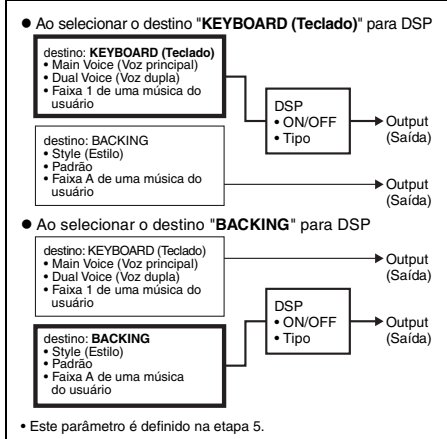 ● Ao selecionar o destino "KEYBOARD (Teclado)" para DSP
destino: KEYBOARD (Teclado)
• Main Voice (Voz principal)
• Dual Voice (Voz dupla)
• Faixa 1 de uma música do
usuário
DSP
• ON/OFF
• Tipo
Output
(Saída)
destino: BACKING
• Style (Estilo)
• Padrão
• Faixa A de uma música do
usuário
Output
(Saída)
● Ao selecionar o destino "BACKING" para DSP
destino: KEYBOARD (Teclado)
• Main Voice (Voz principal)
• Dual Voice (Voz dupla)
• Faixa 1 de uma música do
usuário
Output
(Saída)
DSP
• ON/OFF
• Tipo
Output
(Saída)
destino: BACKING
• Style (Estilo)
• Padrão
• Faixa A de uma música
do usuário
• Este parâmetro é definido na etapa 5.